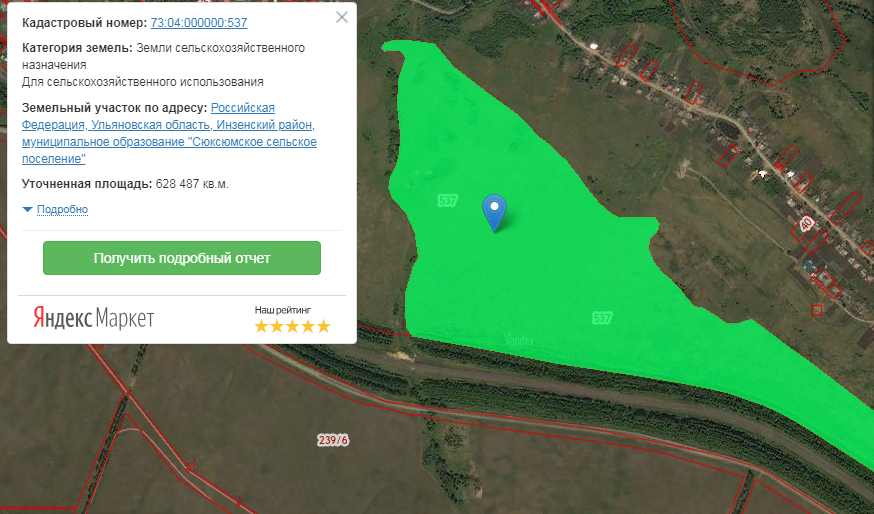 Кадастровый номер: 73:04:000000:537
Категория земель: Земли сельскохозяйственного
назначения
Для сельскохозяйственного использования
Земельный участок по адресу: Российская
Федерация, Ульяновская область, Инзенский район,
муниципальное образование "Сюксюмское сельское
поселение"
Уточненная площадь: 628 487 кв.м.
Подробно
Получить подробный отчет
Яндекс Маркет
Наш рейтинг
537
537
Yandex
40
239/6